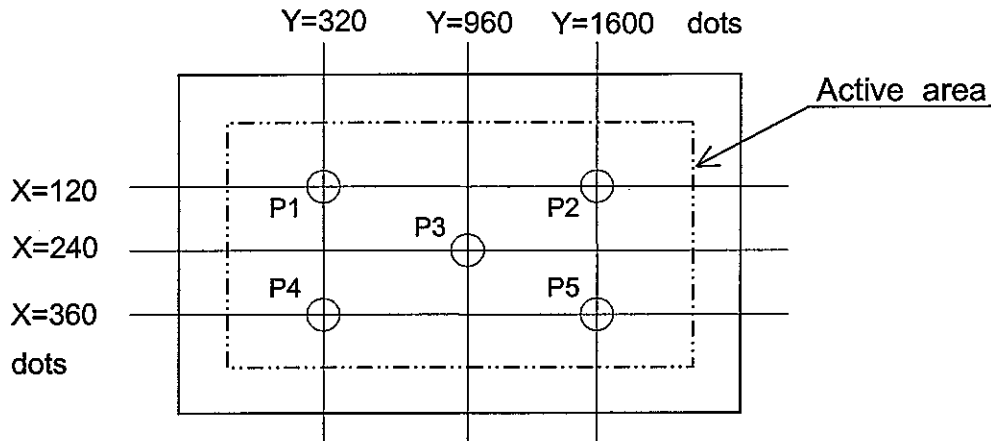 Y=320 Y=960 Y=1600 dots
Active area
X=120
P1
P2
X=240
P3
P4
P5
X=360
dots